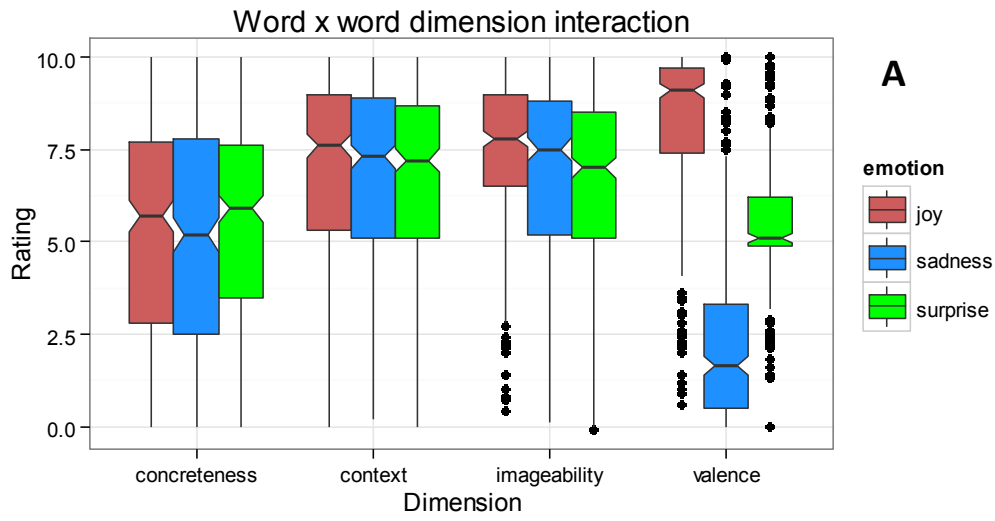 Word x word dimension interaction
A
10.0
7.5
5.0
2.5
0.0
Rating
concreteness context imageability valence
Dimension
emotion
joy
sadness
surprise